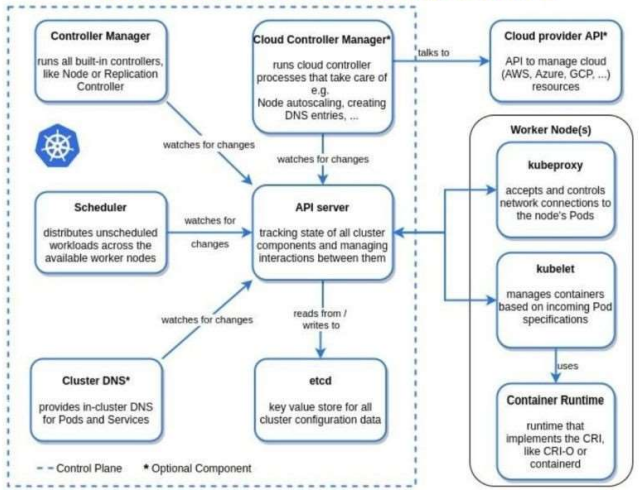 Controller Manager
runs all built-in controllers,
like Node or Replication
Controller
Cloud Controller Manager*
runs cloud controller
processes that take care of
e.g.
Node autoscaling, creating
DNS entries, ...
talks to
Cloud provider API*
API to manage cloud
(AWS, Azure, GCP, ...)
resources
watches for changes
watches for changes
Worker Node(s)
kubeproxy
accepts and controls
network connections to
the node's Pods
Scheduler
distributes unscheduled
workloads across the
available worker nodes
watches for
changes
API server
tracking state of all cluster
components and managing
interactions between them
kubelet
manages containers
based on incoming Pod
specifications
watches for changes
reads from /
writes to
uses
Cluster DNS*
provides in-cluster DNS
for Pods and Services
etcd
key value store for all
cluster configuration data
Container Runtime
runtime that
implements the CRI,
like CRI-O or
containerd
Control Plane
* Optional Component